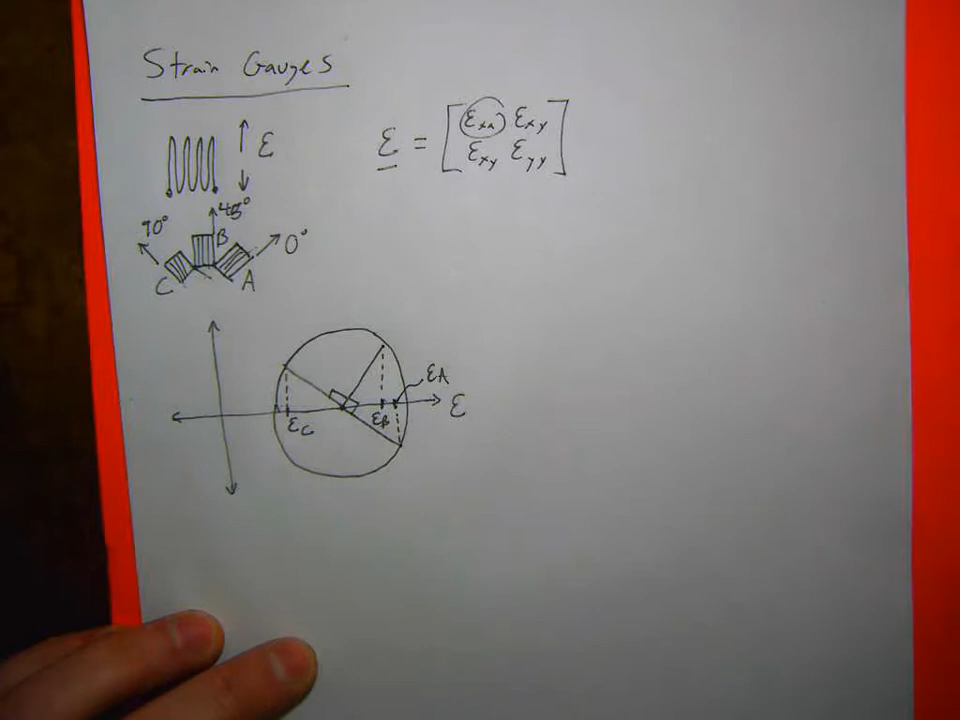 Strain Gauges
ε
ε = [εxx εxy
εxy εyy]
90° 45° 0°
C B A
εA
εC εB ε